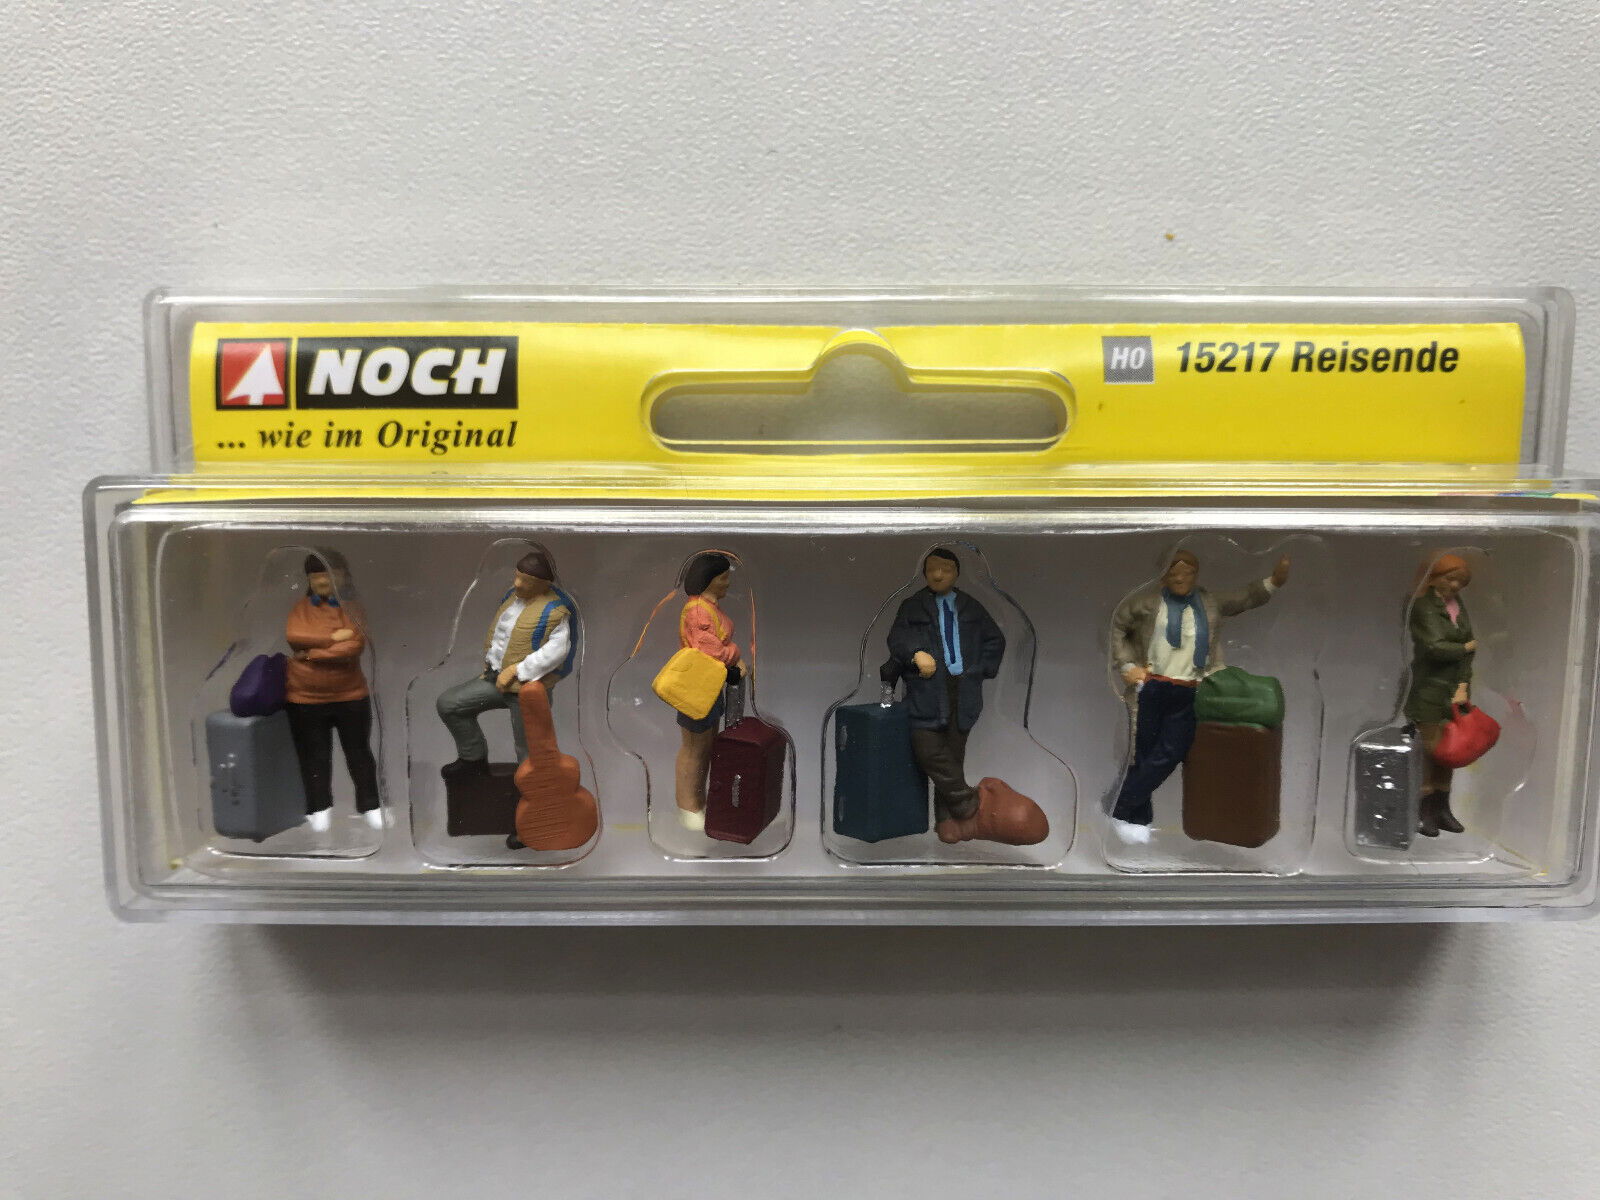 NOCH
... wie im Original
HO 15217 Reisende